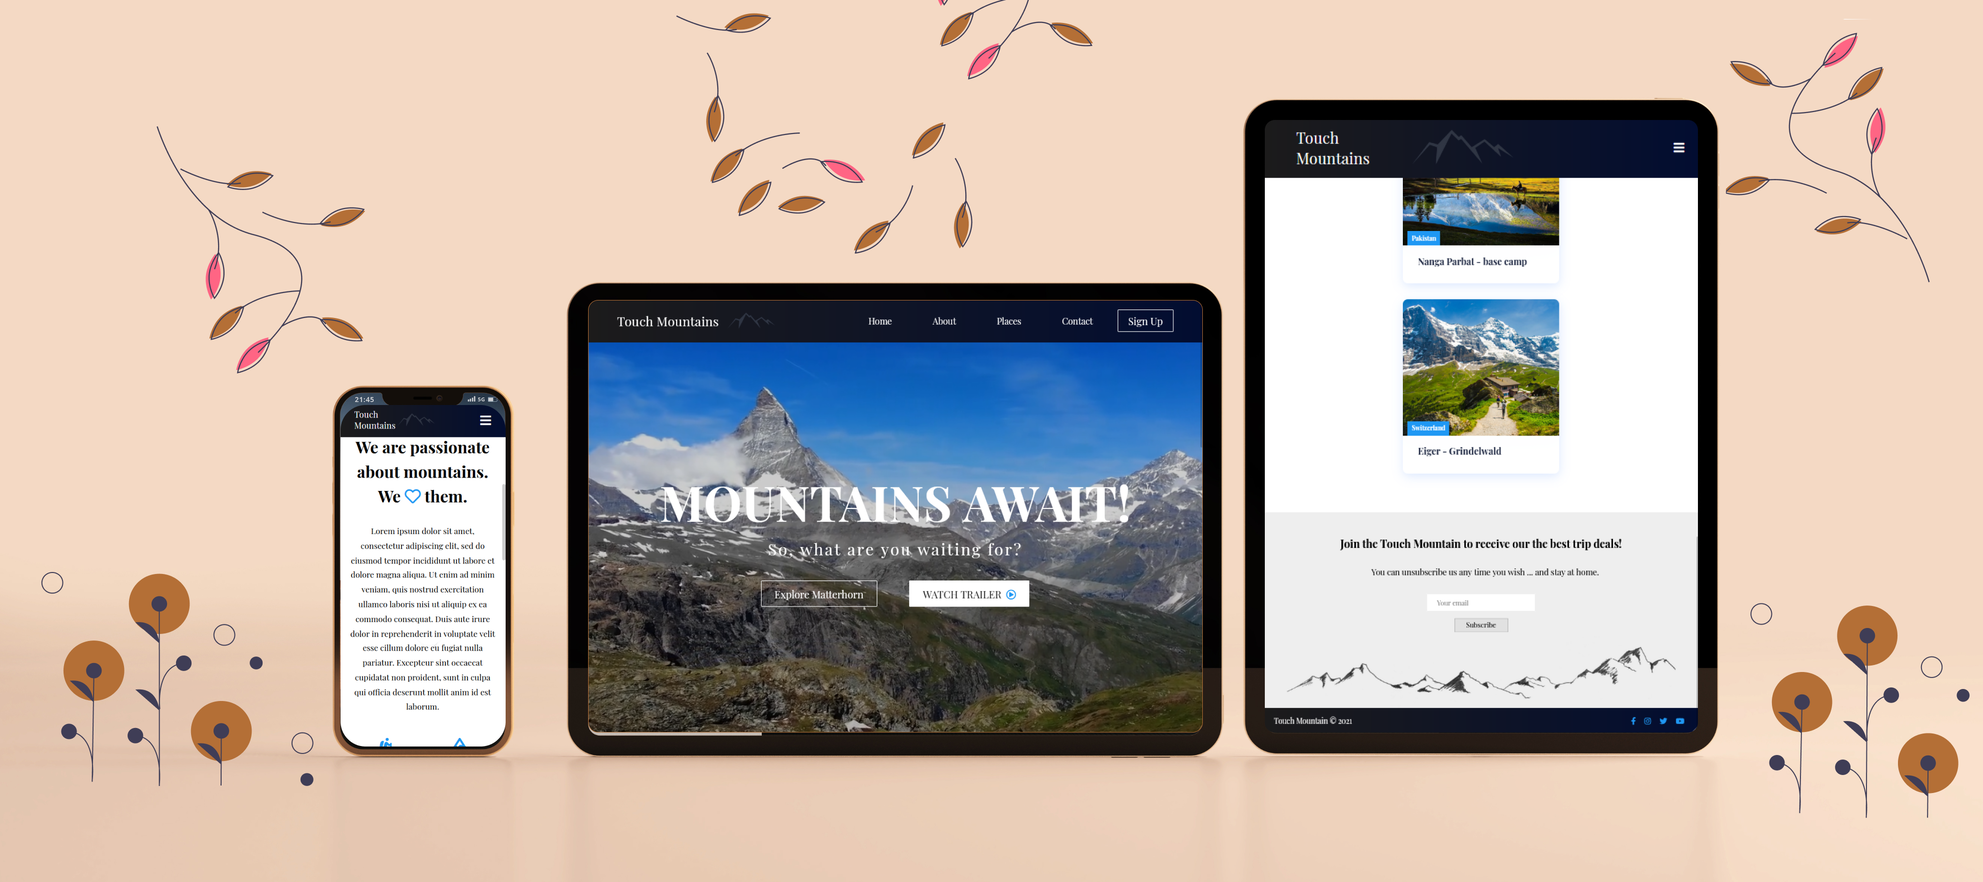 21:45
5G
Touch
Mountains
We are passionate
about mountains.
We them.
Lorem ipsum dolor sit amet,
consectetur adipiscing elit, sed do
eiusmod tempor incididunt ut labore et
dolore magna aliqua. Ut enim ad minim
veniam, quis nostrud exercitation
ullamco laboris nisi ut aliquip ex ea
commodo consequat. Duis aute irure
dolor in reprehenderit in voluptate velit
esse cillum dolore eu fugiat nulla
pariatur. Excepteur sint occaecat
cupidatat non proident, sunt in culpa
qui officia deserunt mollit anim id est
laborum.
Touch Mountains
Home About Places Contact Sign Up
MOUNTAINS AWAIT!
So, what are you waiting for?
Explore Matterhorn WATCH TRAILER
Touch
Mountains
Pakistan
Nanga Parbat - base camp
Switzerland
Eiger - Grindelwald
Join the Touch Mountain to receive our the best trip deals!
You can unsubscribe us any time you wish ... and stay at home.
Your email
Subscribe
Touch Mountain © 2021